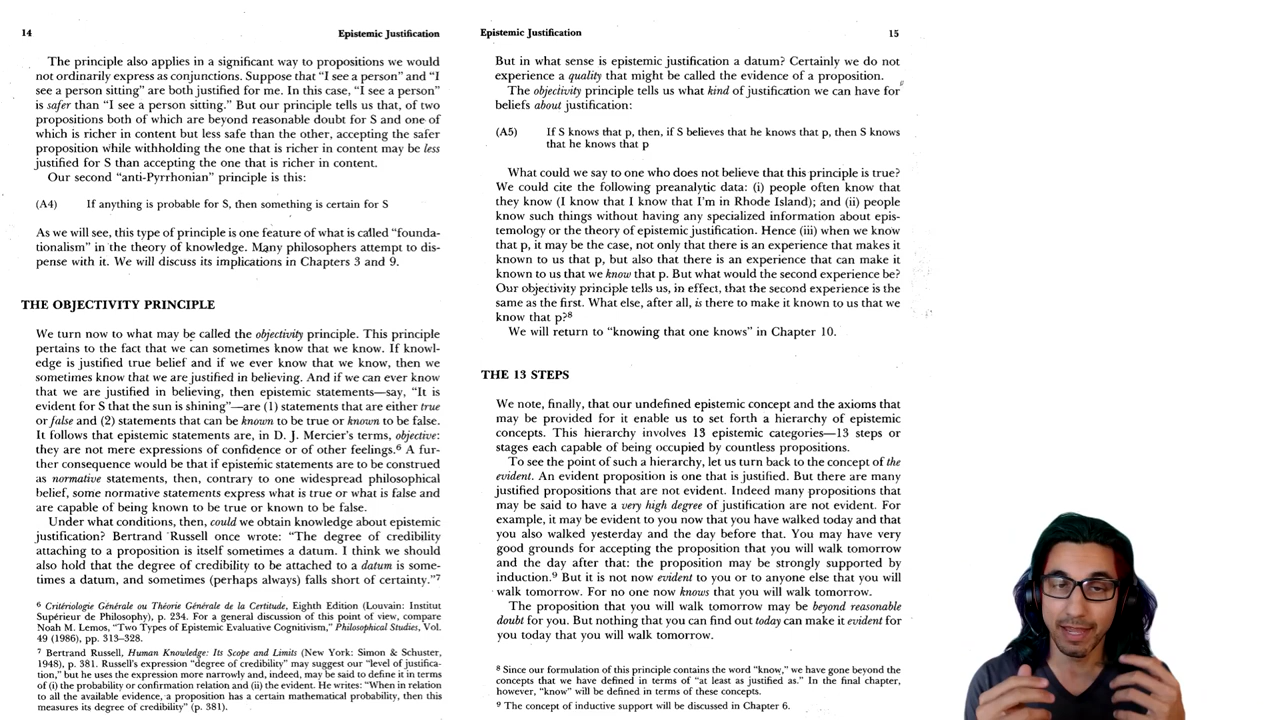 14
Epistemic Justification
The principle also applies in a significant way to propositions we would
not ordinarily express as conjunctions. Suppose that “I see a person” and “I
see a person sitting” are both justified for me. In this case, “I see a person”
is safer than “I see a person sitting.” But our principle tells us that, of two
propositions both of which are beyond reasonable doubt for S and one of
which is richer in content but less safe than the other, accepting the safer
proposition while withholding the one that is richer in content may be less
justified for S than accepting the one that is richer in content.
Our second “anti-Pyrrhonian” principle is this:
(A4) If anything is probable for S, then something is certain for S
As we will see, this type of principle is one feature of what is called “founda-
tionalism” in the theory of knowledge. Many philosophers attempt to dis-
pense with it. We will discuss its implications in Chapters 3 and 9.
THE OBJECTIVITY PRINCIPLE
We turn now to what may be called the objectivity principle. This principle
pertains to the fact that we can sometimes know that we know. If knowl-
edge is justified true belief and if we ever know that we know, then we
sometimes know that we are justified in believing. And if we can ever know
that we are justified in believing, then epistemic statements—say, “It is
evident for S that the sun is shining”—are (1) statements that are either true
or false and (2) statements that can be known to be true or known to be false.
It follows that epistemic statements are, in D. J. Mercier’s terms, objective:
they are not mere expressions of confidence or of other feelings.6 A fur-
ther consequence would be that if epistemic statements are to be construed
as normative statements, then, contrary to one widespread philosophical
belief, some normative statements express what is true or what is false and
are capable of being known to be true or known to be false.
Under what conditions, then, could we obtain knowledge about epistemic
justification? Bertrand Russell once wrote: “The degree of credibility
attaching to a proposition is itself sometimes a datum. I think we should
also hold that the degree of credibility to be attached to a datum is some-
times a datum, and sometimes (perhaps always) falls short of certainty.”7
6 Critériologie Générale ou Théorie Générale de la Certitude, Eighth Edition (Louvain: Institut
Supérieur de Philosophy), p. 234. For a general discussion of this point of view, compare
Noah M. Lemos, “Two Types of Epistemic Evaluative Cognitivism,” Philosophical Studies, Vol.
49 (1986), pp. 313–328.
7 Bertrand Russell, Human Knowledge: Its Scope and Limits (New York: Simon & Schuster,
1948), p. 381. Russell’s expression “degree of credibility” may suggest our “level of justifica-
tion,” but he uses the expression more narrowly and, indeed, may be said to define it in terms
of (i) the probability or confirmation relation and (ii) the evident. He writes: “When in relation
to all the available evidence, a proposition has a certain mathematical probability, then this
measures its degree of credibility” (p. 381).
Epistemic Justification
15
But in what sense is epistemic justification a datum? Certainly we do not
experience a quality that might be called the evidence of a proposition.
The objectivity principle tells us what kind of justification we can have for
beliefs about justification:
(A5) If S knows that p, then, if S believes that he knows that p, then S knows
that he knows that p
What could we say to one who does not believe that this principle is true?
We could cite the following preanalytic data: (i) people often know that
they know (I know that I know that I’m in Rhode Island); and (ii) people
know such things without having any specialized information about epis-
temology or the theory of epistemic justification. Hence (iii) when we know
that p, it may be the case, not only that there is an experience that makes it
known to us that p, but also that there is an experience that can make it
known to us that we know that p. But what would the second experience be?
Our objectivity principle tells us, in effect, that the second experience is the
same as the first. What else, after all, is there to make it known to us that we
know that p?8
We will return to “knowing that one knows” in Chapter 10.
THE 13 STEPS
We note, finally, that our undefined epistemic concept and the axioms that
may be provided for it enable us to set forth a hierarchy of epistemic
concepts. This hierarchy involves 13 epistemic categories—13 steps or
stages each capable of being occupied by countless propositions.
To see the point of such a hierarchy, let us turn back to the concept of the
evident. An evident proposition is one that is justified. But there are many
justified propositions that are not evident. Indeed many propositions that
may be said to have a very high degree of justification are not evident. For
example, it may be evident to you now that you have walked today and that
you also walked yesterday and the day before that. You may have very
good grounds for accepting the proposition that you will walk tomorrow
and the day after that: the proposition may be strongly supported by
induction.9 But it is not now evident to you or to anyone else that you will
walk tomorrow. For no one now knows that you will walk tomorrow.
The proposition that you will walk tomorrow may be beyond reasonable
doubt for you. But nothing that you can find out today can make it evident for
you today that you will walk tomorrow.
8 Since our formulation of this principle contains the word “know,” we have gone beyond the
concepts that we have defined in terms of “at least as justified as.” In the final chapter,
however, “know” will be defined in terms of these concepts.
9 The concept of inductive support will be discussed in Chapter 6.